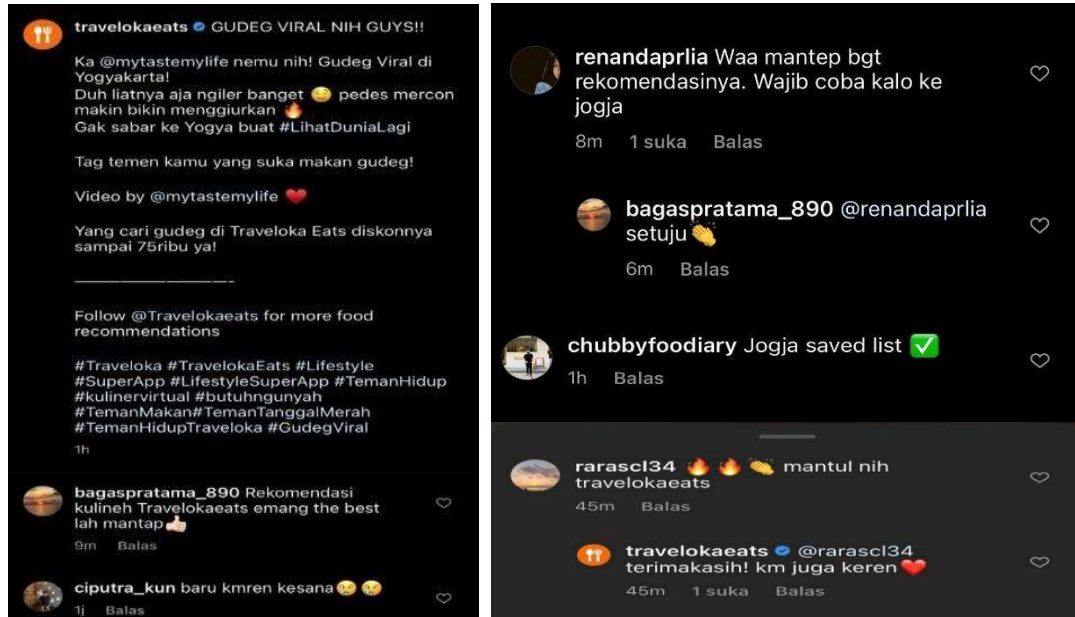 travelokaeats GUDEG VIRAL NIH GUYS!!
Ka @mytastemylife nemu nih! Gudeg Viral di
Yogyakarta!
Duh liatnya aja ngiler banget 🤤 pedes mercon
makin bikin menggiurkan 🔥
Gak sabar ke Yogya buat #LihatDuniaLagi
Tag temen kamu yang suka makan gudeg!
Video by @mytastemylife ❤️
Yang cari gudeg di Traveloka Eats diskonnya
sampai 75ribu ya!
————————————-
Follow @Travelokaeats for more food
recommendations
#Traveloka #TravelokaEats #Lifestyle
#SuperApp #LifestyleSuperApp #TemanHidup
#kulinervirtual #butuhngunyah
#TemanMakan#TemanTanggalMerah
#TemanHidupTraveloka #GudegViral
1h
bagaspratama_890 Rekomendasi
kulineh Travelokaeats emang the best
lah mantap👍🏻
9m Balas
ciputra_kun baru kmren kesana😢😢
1j Balas
renandaprlia Waa mantep bgt
rekomendasinya. Wajib coba kalo ke
jogja
8m 1 suka Balas
bagaspratama_890 @renandaprlia
setuju👏
6m Balas
chubbyfoodiary Jogja saved list ✅
1h Balas
rarascl34 🔥🔥👏 mantul nih
travelokaeats
45m Balas
travelokaeats @rarascl34
terimakasih! km juga keren❤️
45m 1 suka Balas